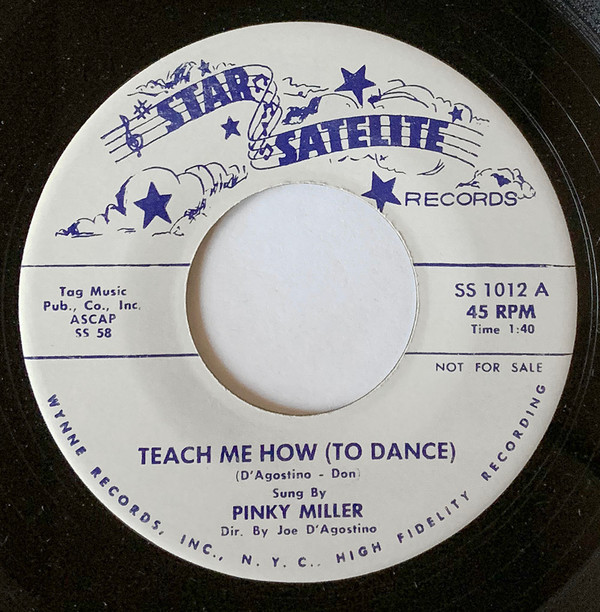 STAR
SATELITE
RECORDS
Tag Music
Pub., Co., Inc.
ASCAP
SS 58
SS 1012 A
45 RPM
Time 1:40
NOT FOR SALE
TEACH ME HOW (TO DANCE)
(D'Agostino - Don)
Sung By
PINKY MILLER
Dir. By Joe D'Agostino
WYNNE RECORDS, INC., N. Y. C.. HIGH FIDELITY RECORDING